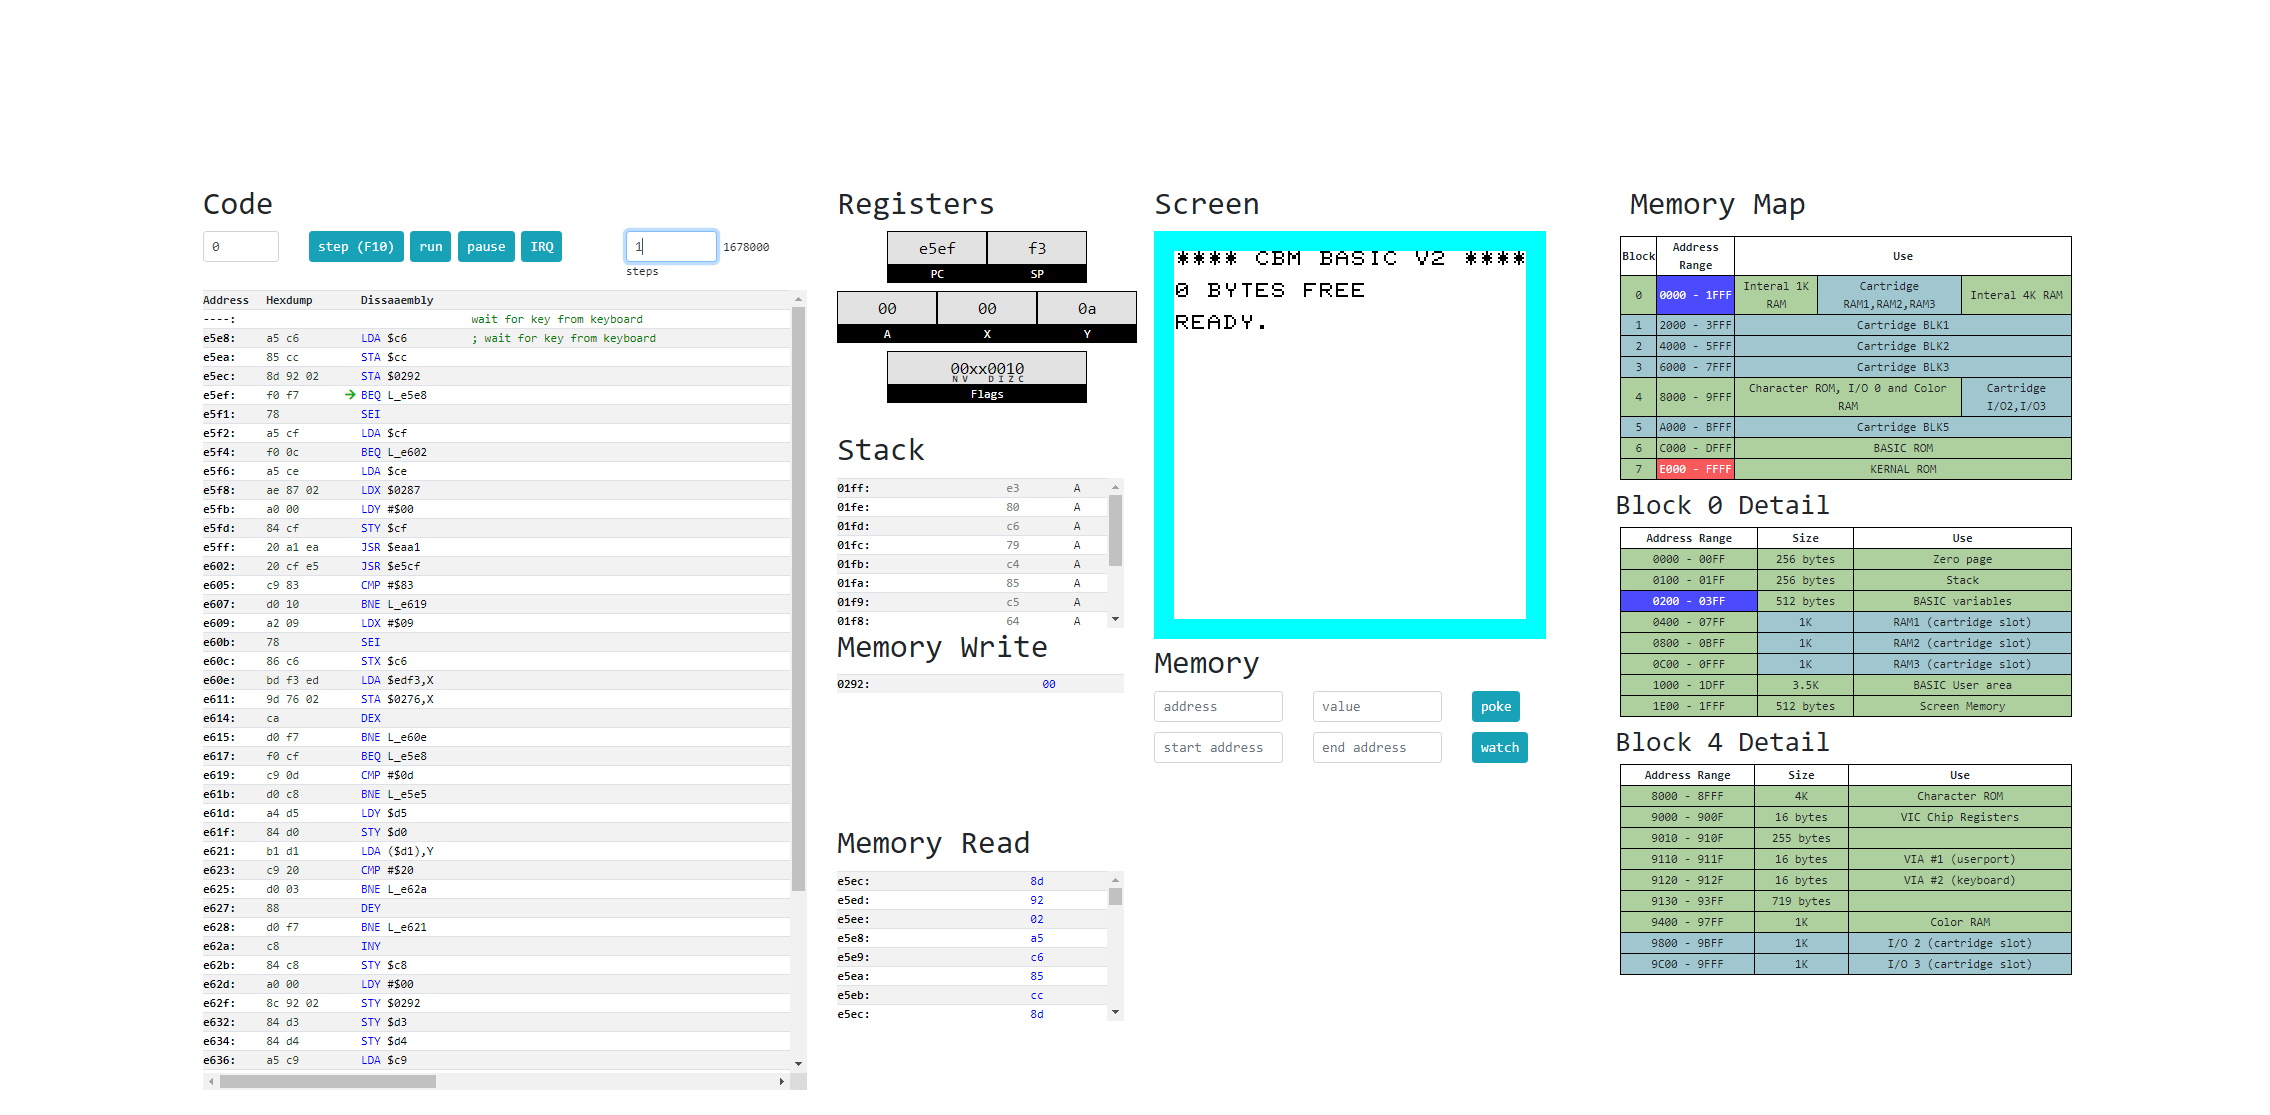 Code
0 step (F10) run pause IRQ 1 1678000
steps
Address Hexdump Dissaaembly
----: wait for key from keyboard
e5e8: a5 c6 LDA $c6 ; wait for key from keyboard
e5ea: 85 cc STA $cc
e5ec: 8d 92 02 STA $0292
e5ef: f0 f7 → BEQ L_e5e8
e5f1: 78 SEI
e5f2: a5 cf LDA $cf
e5f4: f0 0c BEQ L_e602
e5f6: a5 ce LDA $ce
e5f8: ae 87 02 LDX $0287
e5fb: a0 00 LDY #$00
e5fd: 84 cf STY $cf
e5ff: 20 a1 ea JSR $eaa1
e602: 20 cf e5 JSR $e5cf
e605: c9 83 CMP #$83
e607: d0 10 BNE L_e619
e609: a2 09 LDX #$09
e60b: 78 SEI
e60c: 86 c6 STX $c6
e60e: bd f3 ed LDA $edf3,X
e611: 9d 76 02 STA $0276,X
e614: ca DEX
e615: d0 f7 BNE L_e60e
e617: f0 cf BEQ L_e5e8
e619: c9 0d CMP #$0d
e61b: d0 c8 BNE L_e5e5
e61d: a4 d5 LDY $d5
e61f: 84 d0 STY $d0
e621: b1 d1 LDA ($d1),Y
e623: c9 20 CMP #$20
e625: d0 03 BNE L_e62a
e627: 88 DEY
e628: d0 f7 BNE L_e621
e62a: c8 INY
e62b: 84 c8 STY $c8
e62d: a0 00 LDY #$00
e62f: 8c 92 02 STY $0292
e632: 84 d3 STY $d3
e634: 84 d4 STY $d4
e636: a5 c9 LDA $c9
Registers
e5ef f3
PC SP
00 00 0a
A X Y
00xx0010
NV DIZC
Flags
Stack
01ff: e3 A
01fe: 80 A
01fd: c6 A
01fc: 79 A
01fb: c4 A
01fa: 85 A
01f9: c5 A
01f8: 64 A
Memory Write
0292: 00
Memory Read
e5ec: 8d
e5ed: 92
e5ee: 02
e5e8: a5
e5e9: c6
e5ea: 85
e5eb: cc
e5ec: 8d
Screen
**** CBM BASIC V2 ****
0 BYTES FREE
READY.
Memory
address value poke
start address end address watch
Memory Map
Block Address Range Use
0 0000 - 1FFF Interal 1K RAM Cartridge RAM1,RAM2,RAM3 Interal 4K RAM
1 2000 - 3FFF Cartridge BLK1
2 4000 - 5FFF Cartridge BLK2
3 6000 - 7FFF Cartridge BLK3
4 8000 - 9FFF Character ROM, I/O 0 and Color RAM Cartridge I/O2,I/O3
5 A000 - BFFF Cartridge BLK5
6 C000 - DFFF BASIC ROM
7 E000 - FFFF KERNAL ROM
Block 0 Detail
Address Range Size Use
0000 - 00FF 256 bytes Zero page
0100 - 01FF 256 bytes Stack
0200 - 03FF 512 bytes BASIC variables
0400 - 07FF 1K RAM1 (cartridge slot)
0800 - 0BFF 1K RAM2 (cartridge slot)
0C00 - 0FFF 1K RAM3 (cartridge slot)
1000 - 1DFF 3.5K BASIC User area
1E00 - 1FFF 512 bytes Screen Memory
Block 4 Detail
Address Range Size Use
8000 - 8FFF 4K Character ROM
9000 - 900F 16 bytes VIC Chip Registers
9010 - 910F 255 bytes
9110 - 911F 16 bytes VIA #1 (userport)
9120 - 912F 16 bytes VIA #2 (keyboard)
9130 - 93FF 719 bytes
9400 - 97FF 1K Color RAM
9800 - 9BFF 1K I/O 2 (cartridge slot)
9C00 - 9FFF 1K I/O 3 (cartridge slot)